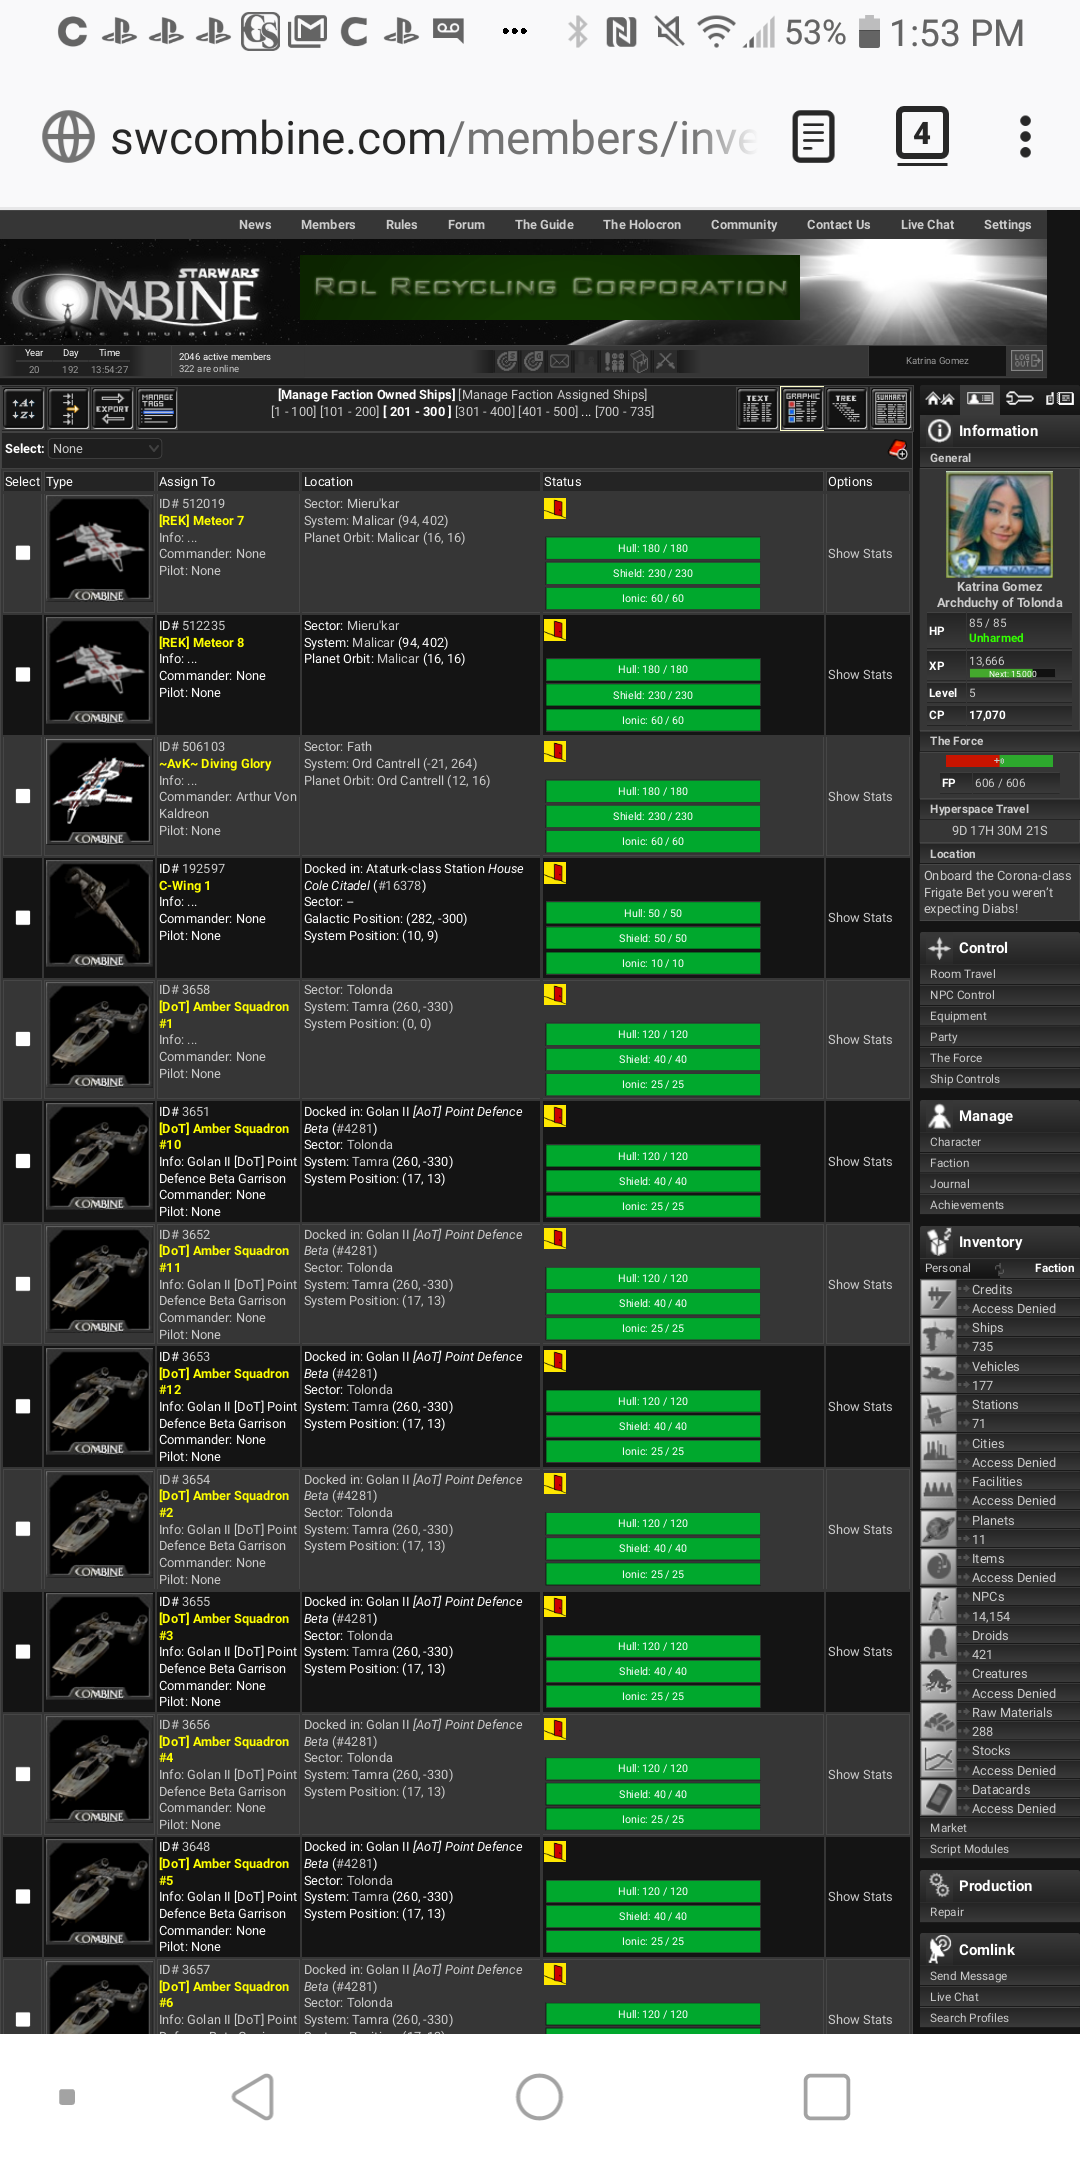 53% 1:53 PM
swcombine.com/members/inve
4
News Members Rules Forum The Guide The Holocron Community Contact Us Live Chat Settings
STARWARS
COMBINE
online simulation
ROL RECYCLING CORPORATION
Year Day Time
20 192 13:54:27
2046 active members
322 are online
Katrina Gomez
LOG OUT
EXPORT
MANAGE TAGS
[Manage Faction Owned Ships] [Manage Faction Assigned Ships]
[1 - 100] [101 - 200] [ 201 - 300 ] [301 - 400] [401 - 500] ... [700 - 735]
TEXT GRAPHIC TREE SUMMARY
Select: None
Select Type Assign To Location Status Options
ID# 512019
[REK] Meteor 7
Info: ...
Commander: None
Pilot: None
Sector: Mieru'kar
System: Malicar (94, 402)
Planet Orbit: Malicar (16, 16)
Hull: 180 / 180
Shield: 230 / 230
Ionic: 60 / 60
Show Stats
COMBINE
ID# 512235
[REK] Meteor 8
Info: ...
Commander: None
Pilot: None
Sector: Mieru'kar
System: Malicar (94, 402)
Planet Orbit: Malicar (16, 16)
Hull: 180 / 180
Shield: 230 / 230
Ionic: 60 / 60
Show Stats
COMBINE
ID# 506103
~AvK~ Diving Glory
Info: ...
Commander: Arthur Von
Kaldreon
Pilot: None
Sector: Fath
System: Ord Cantrell (-21, 264)
Planet Orbit: Ord Cantrell (12, 16)
Hull: 180 / 180
Shield: 230 / 230
Ionic: 60 / 60
Show Stats
COMBINE
ID# 192597
C-Wing 1
Info: ...
Commander: None
Pilot: None
Docked in: Ataturk-class Station House
Cole Citadel (#16378)
Sector: --
Galactic Position: (282, -300)
System Position: (10, 9)
Hull: 50 / 50
Shield: 50 / 50
Ionic: 10 / 10
Show Stats
COMBINE
ID# 3658
[DoT] Amber Squadron
#1
Info: ...
Commander: None
Pilot: None
Sector: Tolonda
System: Tamra (260, -330)
System Position: (0, 0)
Hull: 120 / 120
Shield: 40 / 40
Ionic: 25 / 25
Show Stats
COMBINE
ID# 3651
[DoT] Amber Squadron
#10
Info: Golan II [DoT] Point
Defence Beta Garrison
Commander: None
Pilot: None
Docked in: Golan II [AoT] Point Defence
Beta (#4281)
Sector: Tolonda
System: Tamra (260, -330)
System Position: (17, 13)
Hull: 120 / 120
Shield: 40 / 40
Ionic: 25 / 25
Show Stats
COMBINE
ID# 3652
[DoT] Amber Squadron
#11
Info: Golan II [DoT] Point
Defence Beta Garrison
Commander: None
Pilot: None
Docked in: Golan II [AoT] Point Defence
Beta (#4281)
Sector: Tolonda
System: Tamra (260, -330)
System Position: (17, 13)
Hull: 120 / 120
Shield: 40 / 40
Ionic: 25 / 25
Show Stats
COMBINE
ID# 3653
[DoT] Amber Squadron
#12
Info: Golan II [DoT] Point
Defence Beta Garrison
Commander: None
Pilot: None
Docked in: Golan II [AoT] Point Defence
Beta (#4281)
Sector: Tolonda
System: Tamra (260, -330)
System Position: (17, 13)
Hull: 120 / 120
Shield: 40 / 40
Ionic: 25 / 25
Show Stats
COMBINE
ID# 3654
[DoT] Amber Squadron
#2
Info: Golan II [DoT] Point
Defence Beta Garrison
Commander: None
Pilot: None
Docked in: Golan II [AoT] Point Defence
Beta (#4281)
Sector: Tolonda
System: Tamra (260, -330)
System Position: (17, 13)
Hull: 120 / 120
Shield: 40 / 40
Ionic: 25 / 25
Show Stats
COMBINE
ID# 3655
[DoT] Amber Squadron
#3
Info: Golan II [DoT] Point
Defence Beta Garrison
Commander: None
Pilot: None
Docked in: Golan II [AoT] Point Defence
Beta (#4281)
Sector: Tolonda
System: Tamra (260, -330)
System Position: (17, 13)
Hull: 120 / 120
Shield: 40 / 40
Ionic: 25 / 25
Show Stats
COMBINE
ID# 3656
[DoT] Amber Squadron
#4
Info: Golan II [DoT] Point
Defence Beta Garrison
Commander: None
Pilot: None
Docked in: Golan II [AoT] Point Defence
Beta (#4281)
Sector: Tolonda
System: Tamra (260, -330)
System Position: (17, 13)
Hull: 120 / 120
Shield: 40 / 40
Ionic: 25 / 25
Show Stats
COMBINE
ID# 3648
[DoT] Amber Squadron
#5
Info: Golan II [DoT] Point
Defence Beta Garrison
Commander: None
Pilot: None
Docked in: Golan II [AoT] Point Defence
Beta (#4281)
Sector: Tolonda
System: Tamra (260, -330)
System Position: (17, 13)
Hull: 120 / 120
Shield: 40 / 40
Ionic: 25 / 25
Show Stats
COMBINE
ID# 3657
[DoT] Amber Squadron
#6
Info: Golan II [DoT] Point
Docked in: Golan II [AoT] Point Defence
Beta (#4281)
Sector: Tolonda
System: Tamra (260, -330)
Hull: 120 / 120
Show Stats
Information
General
Katrina Gomez
Archduchy of Tolonda
HP 85 / 85
Unharmed
XP 13,666
Next: 15000
Level 5
CP 17,070
The Force
FP 606 / 606
Hyperspace Travel
9D 17H 30M 21S
Location
Onboard the Corona-class
Frigate Bet you weren't
expecting Diabs!
Control
Room Travel
NPC Control
Equipment
Party
The Force
Ship Controls
Manage
Character
Faction
Journal
Achievements
Inventory
Personal Faction
Credits
Access Denied
Ships
735
Vehicles
177
Stations
71
Cities
Access Denied
Facilities
Access Denied
Planets
11
Items
Access Denied
NPCs
14,154
Droids
421
Creatures
Access Denied
Raw Materials
288
Stocks
Access Denied
Datacards
Access Denied
Market
Script Modules
Production
Repair
Comlink
Send Message
Live Chat
Search Profiles